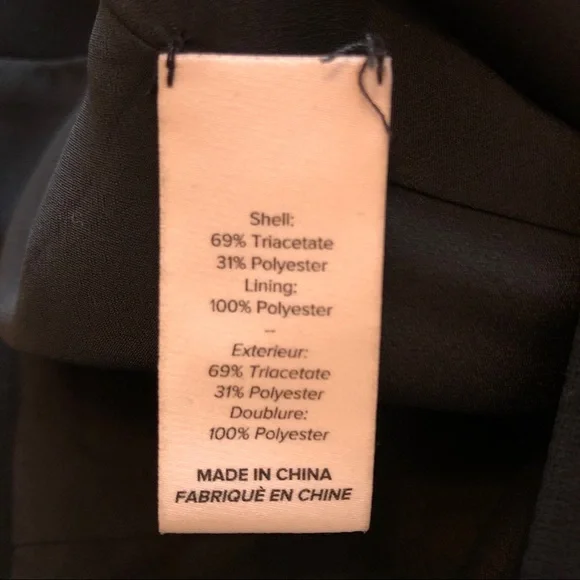 Shell:
69% Triacetate
31% Polyester
Lining:
100% Polyester
--
Exterieur:
69% Triacetate
31% Polyester
Doublure:
100% Polyester
MADE IN CHINA
FABRIQUÈ EN CHINE